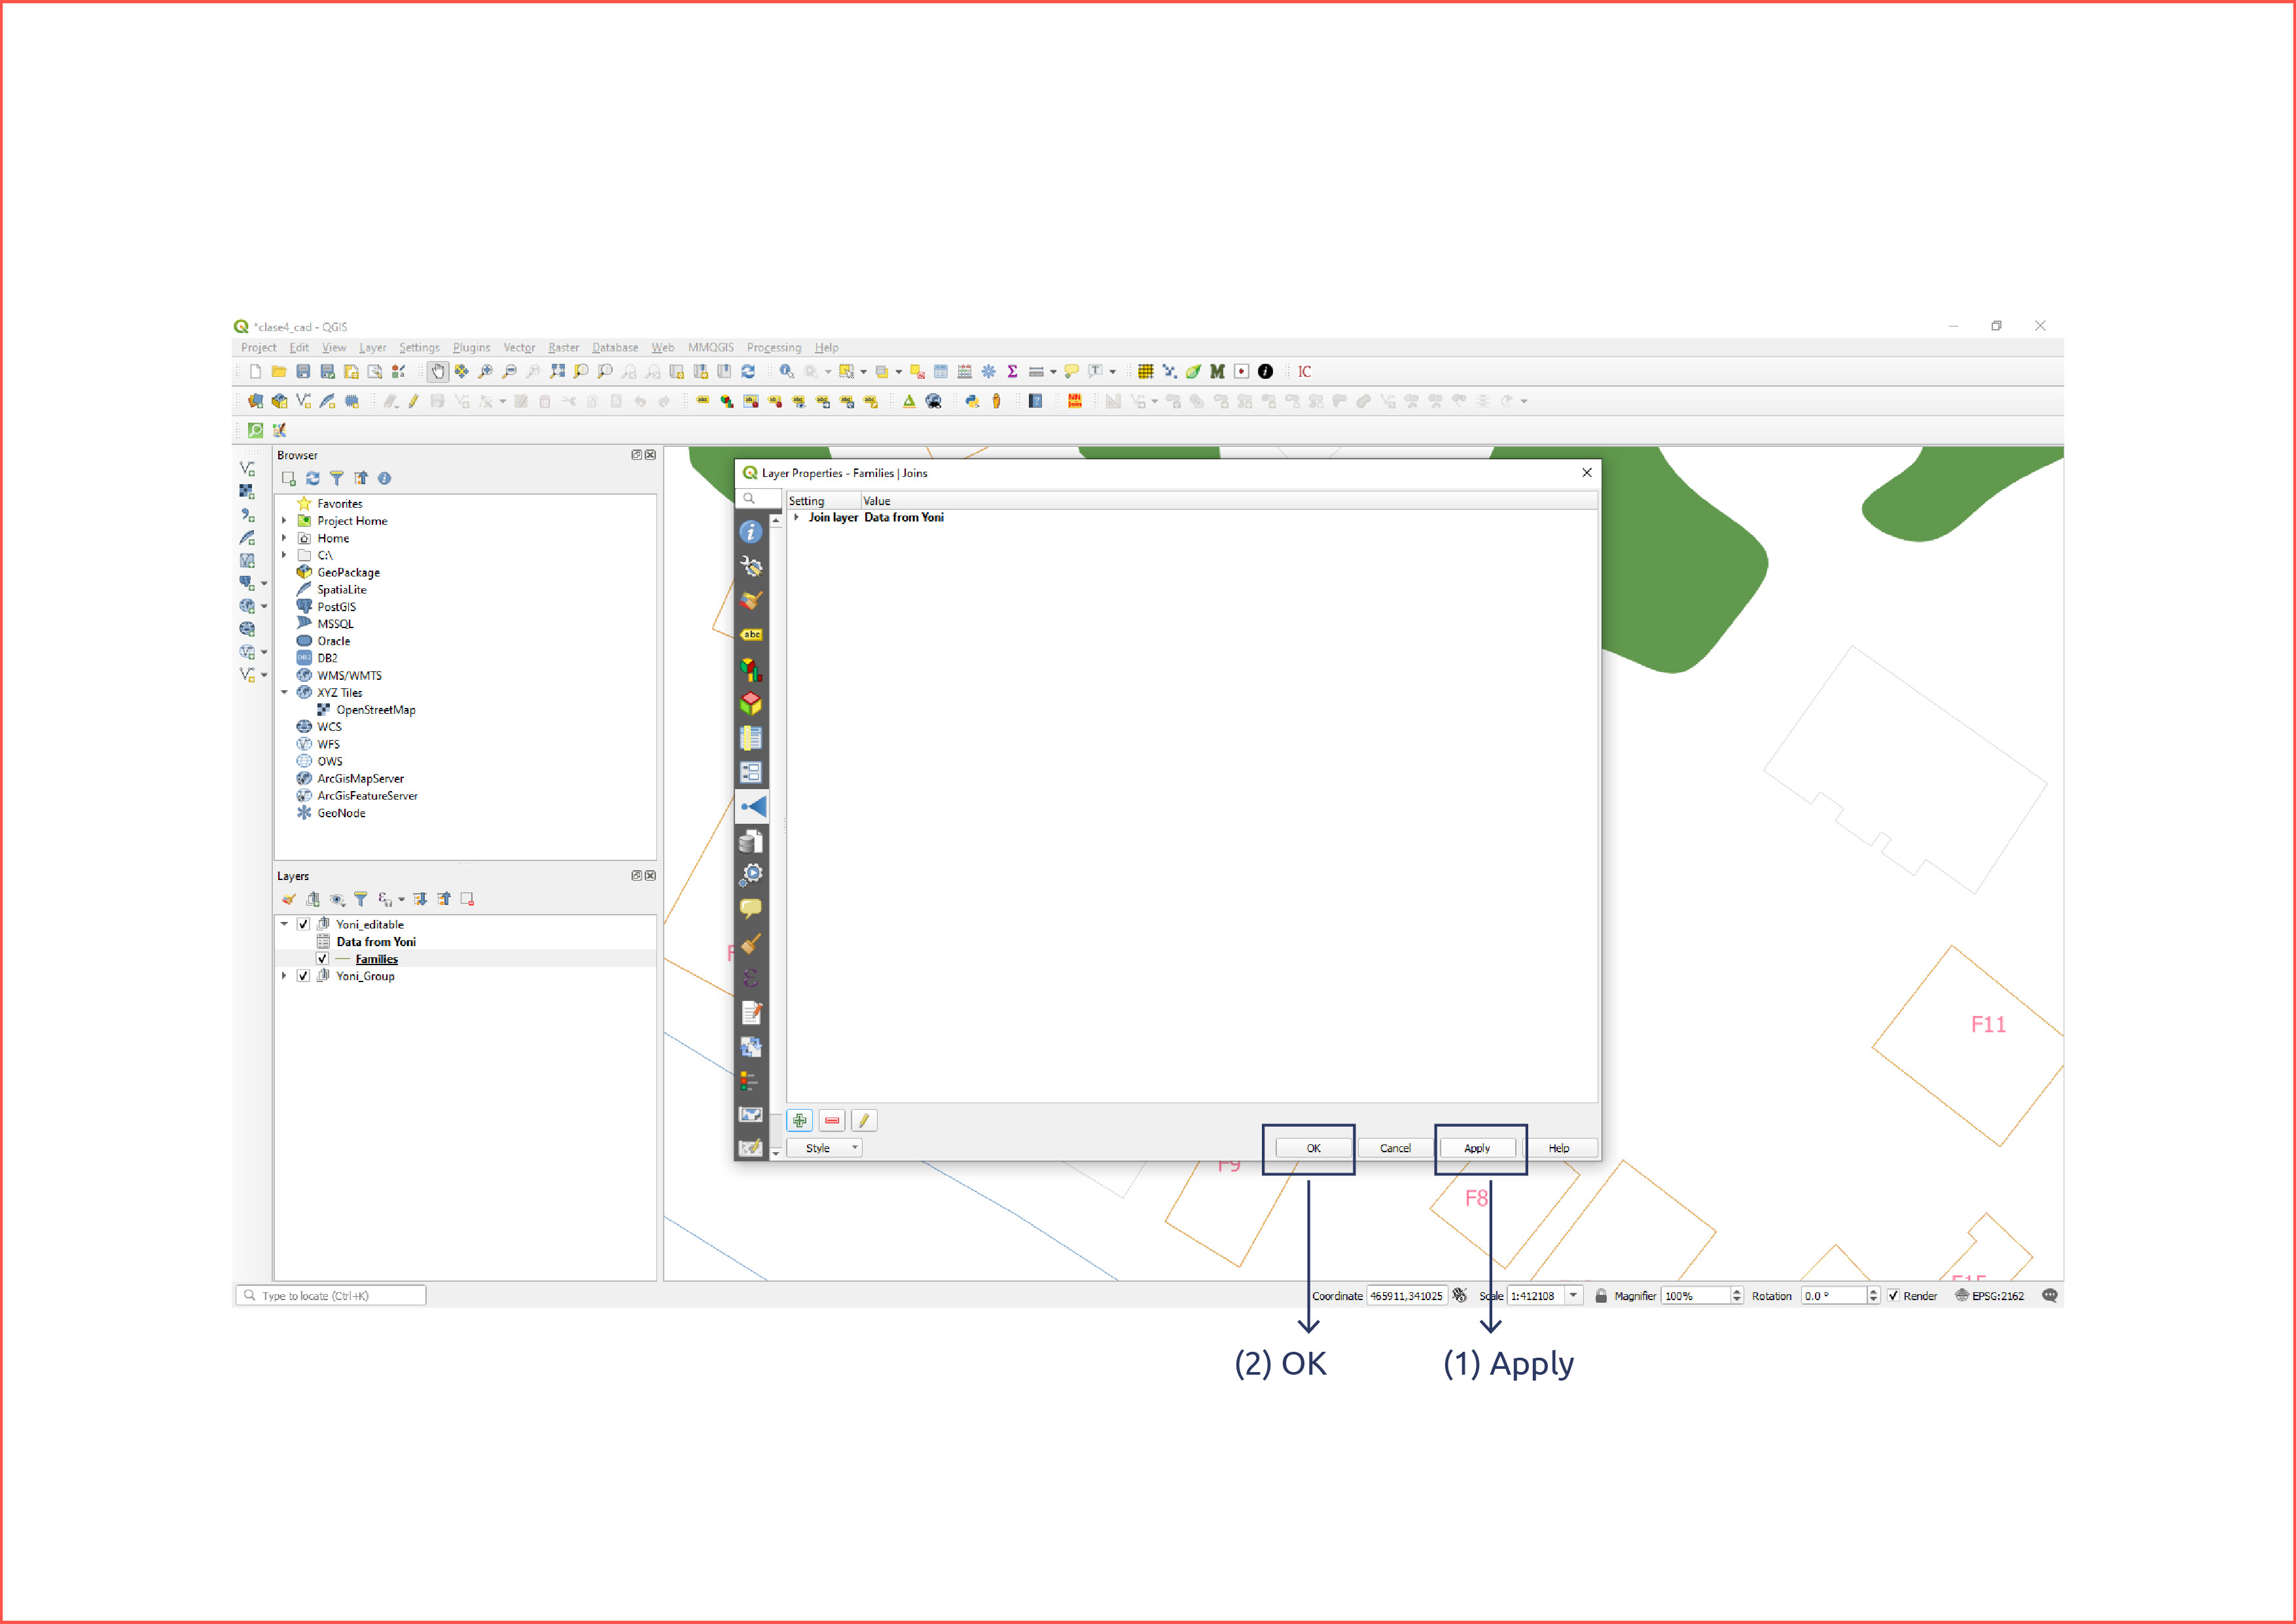 *clase4_cad - QGIS
Project Edit View Layer Settings Plugins Vector Raster Database Web MMQGIS Processing Help
IC
Browser
Favorites
Project Home
Home
C:\
GeoPackage
SpatiaLite
PostGIS
MSSQL
Oracle
DB2
WMS/WMTS
XYZ Tiles
OpenStreetMap
WCS
WFS
OWS
ArcGisMapServer
ArcGisFeatureServer
GeoNode
Layers
Yoni_editable
Data from Yoni
Families
Yoni_Group
Layer Properties - Families | Joins
Setting Value
Join layer Data from Yoni
abc
Style OK Cancel Apply Help
F11
F9
F8
Type to locate (Ctrl+K)
Coordinate 465911,341025 Scale 1:412108 Magnifier 100% Rotation 0.0 ° Render EPSG:2162
(2) OK (1) Apply